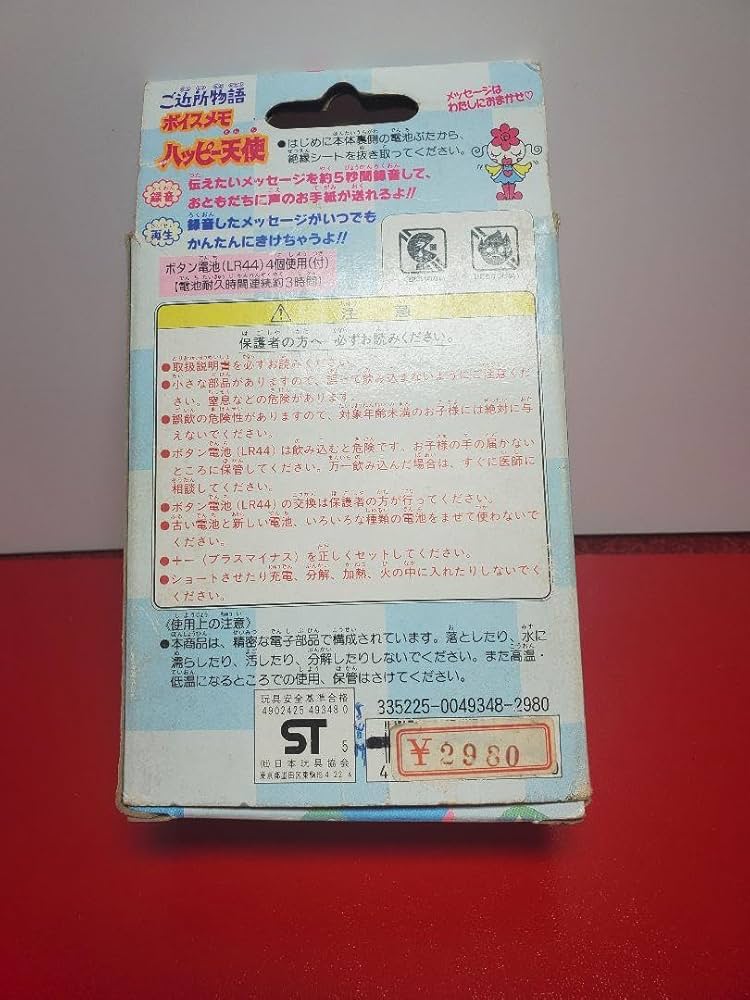 ご近所物語
ボイスメモ
ハッピー天使
メッセージは
わたしにおまかせ♡
●はじめに本体裏側の電池ぶたから、
絶縁シートを抜き取ってください。
録音 伝えたいメッセージを約5秒間録音して、
おともだちに声のお手紙が送れるよ!!
再生 録音したメッセージがいつでも
かんたんにきけちゃうよ!!
ボタン電池(LR44)4個使用(付)
【電池耐久時間連続約3時間】
⚠ 注意
保護者の方へ 必ずお読みください。
●取扱説明書を必ずお読みください。
●小さな部品がありますので、誤って飲み込まないようにご注意くだ
さい。窒息などの危険があります。
●誤飲の危険性がありますので、対象年齢未満のお子様には絶対に与
えないでください。
●ボタン電池(LR44)は飲み込むと危険です。お子様の手の届かない
ところに保管してください。万一飲み込んだ場合は、すぐに医師に
相談してください。
●ボタン電池(LR44)の交換は保護者の方が行ってください。
●古い電池と新しい電池、いろいろな種類の電池をまぜて使わないで
ください。
●+-(プラスマイナス)を正しくセットしてください。
●ショートさせたり充電、分解、加熱、火の中に入れたりしないでく
ください。
《使用上の注意》
●本商品は、精密な電子部品で構成されています。落としたり、水に
濡らしたり、汚したり、分解したりしないでください。また高温・
低温になるところでの使用、保管はさけてください。
玩具安全基準合格
4902425 49348 0
ST 5
㈳日本玩具協会
東京都墨田区東駒形4-22-4
335225-0049348-2980
¥2980
4